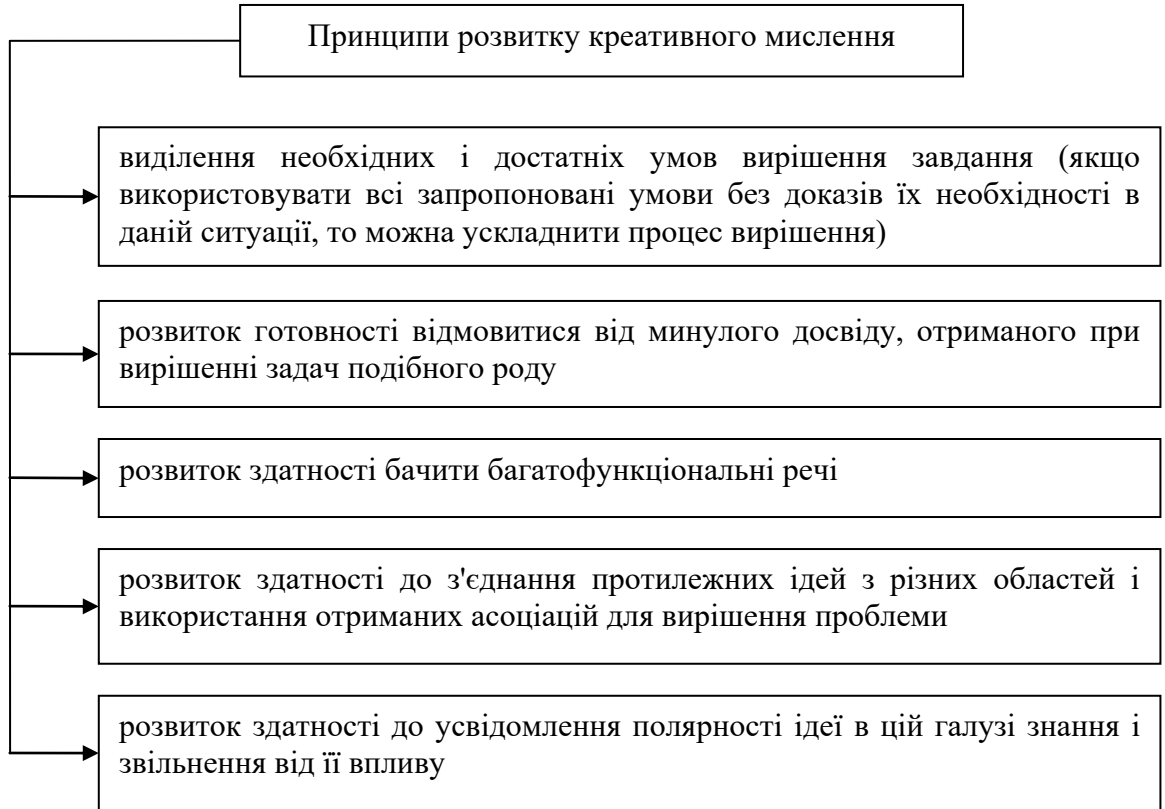 Принципи розвитку креативного мислення
виділення необхідних і достатніх умов вирішення завдання (якщо
використовувати всі запропоновані умови без доказів їх необхідності в
даній ситуації, то можна ускладнити процес вирішення)
розвиток готовності відмовитися від минулого досвіду, отриманого при
вирішенні задач подібного роду
розвиток здатності бачити багатофункціональні речі
розвиток здатності до з'єднання протилежних ідей з різних областей і
використання отриманих асоціацій для вирішення проблеми
розвиток здатності до усвідомлення полярності ідеї в цій галузі знання і
звільнення від її впливу